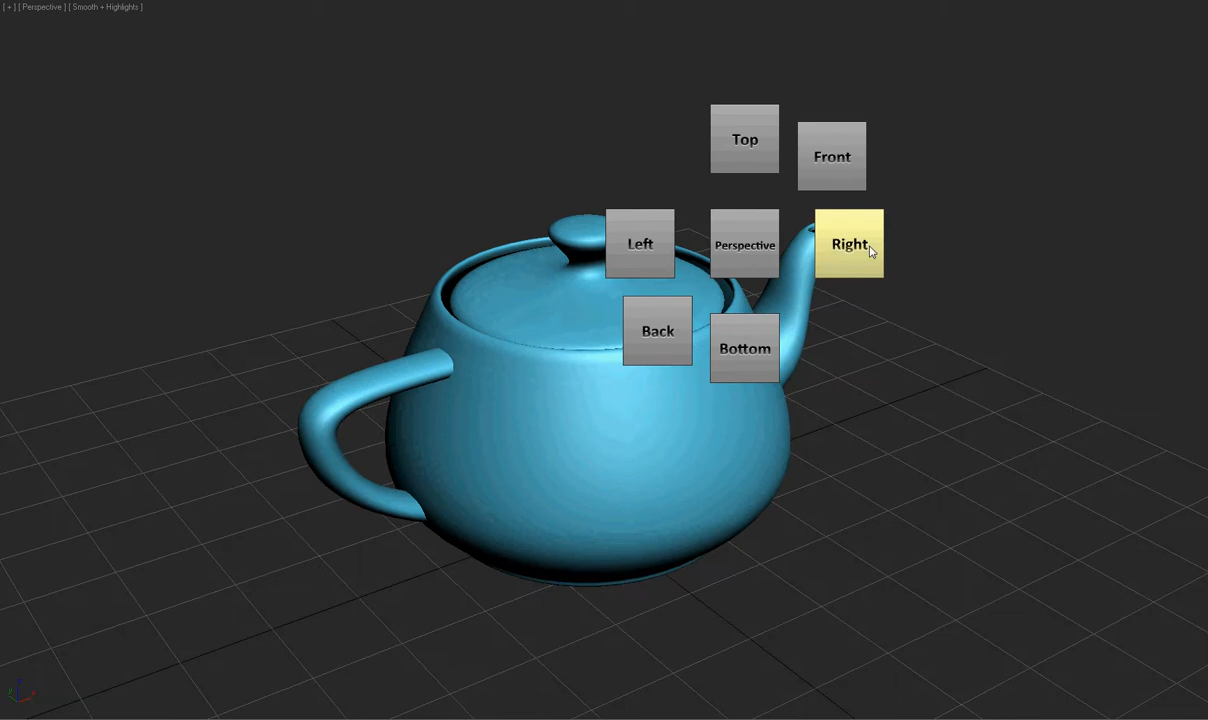 [ + ] [ Perspective ] [ Smooth + Highlights ]
Top
Front
Left
Perspective
Right
Back
Bottom
z
y
x